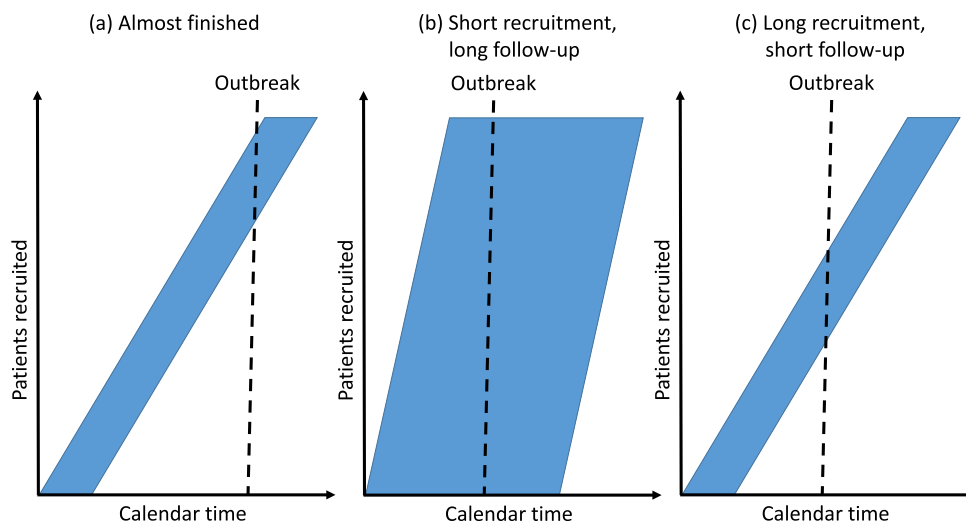 (a) Almost finished
Outbreak
Patients recruited
Calendar time
(b) Short recruitment,
long follow-up
Outbreak
Patients recruited
Calendar time
(c) Long recruitment,
short follow-up
Outbreak
Patients recruited
Calendar time